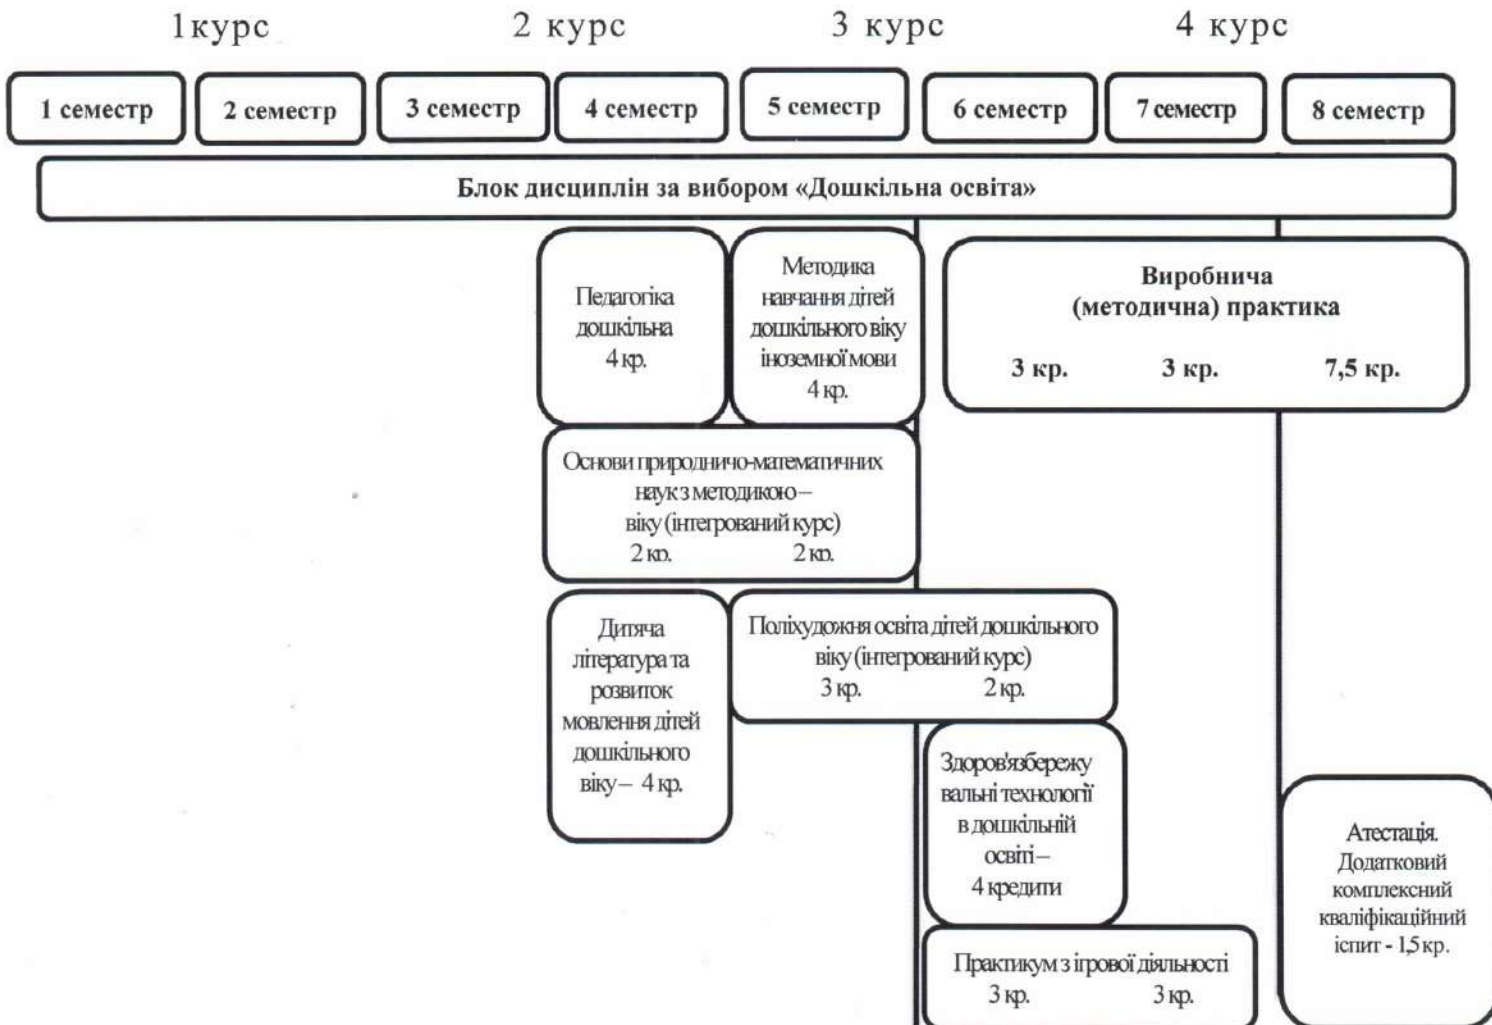 1 курс 2 курс 3 курс 4 курс
1 семестр 2 семестр 3 семестр 4 семестр 5 семестр 6 семестр 7 семестр 8 семестр
Блок дисциплін за вибором «Дошкільна освіта»
Педагогіка
дошкільна
4 кр.
Методика
навчання дітей
дошкільного віку
іноземної мови
4 кр.
Виробнича
(методична) практика
3 кр. 3 кр. 7,5 кр.
Основи природничо-математичних
наук з методикою –
віку (інтегрований курс)
2 кр. 2 кр.
Дитяча
література та
розвиток
мовлення дітей
дошкільного
віку – 4 кр.
Поліхудожня освіта дітей дошкільного
віку (інтегрований курс)
3 кр. 2 кр.
Здоров'язбережу
вальні технології
в дошкільній
освіті –
4 кредити
Атестація.
Додатковий
комплексний
кваліфікаційний
іспит - 1,5 кр.
Практикум з ігрової діяльності
3 кр. 3 кр.